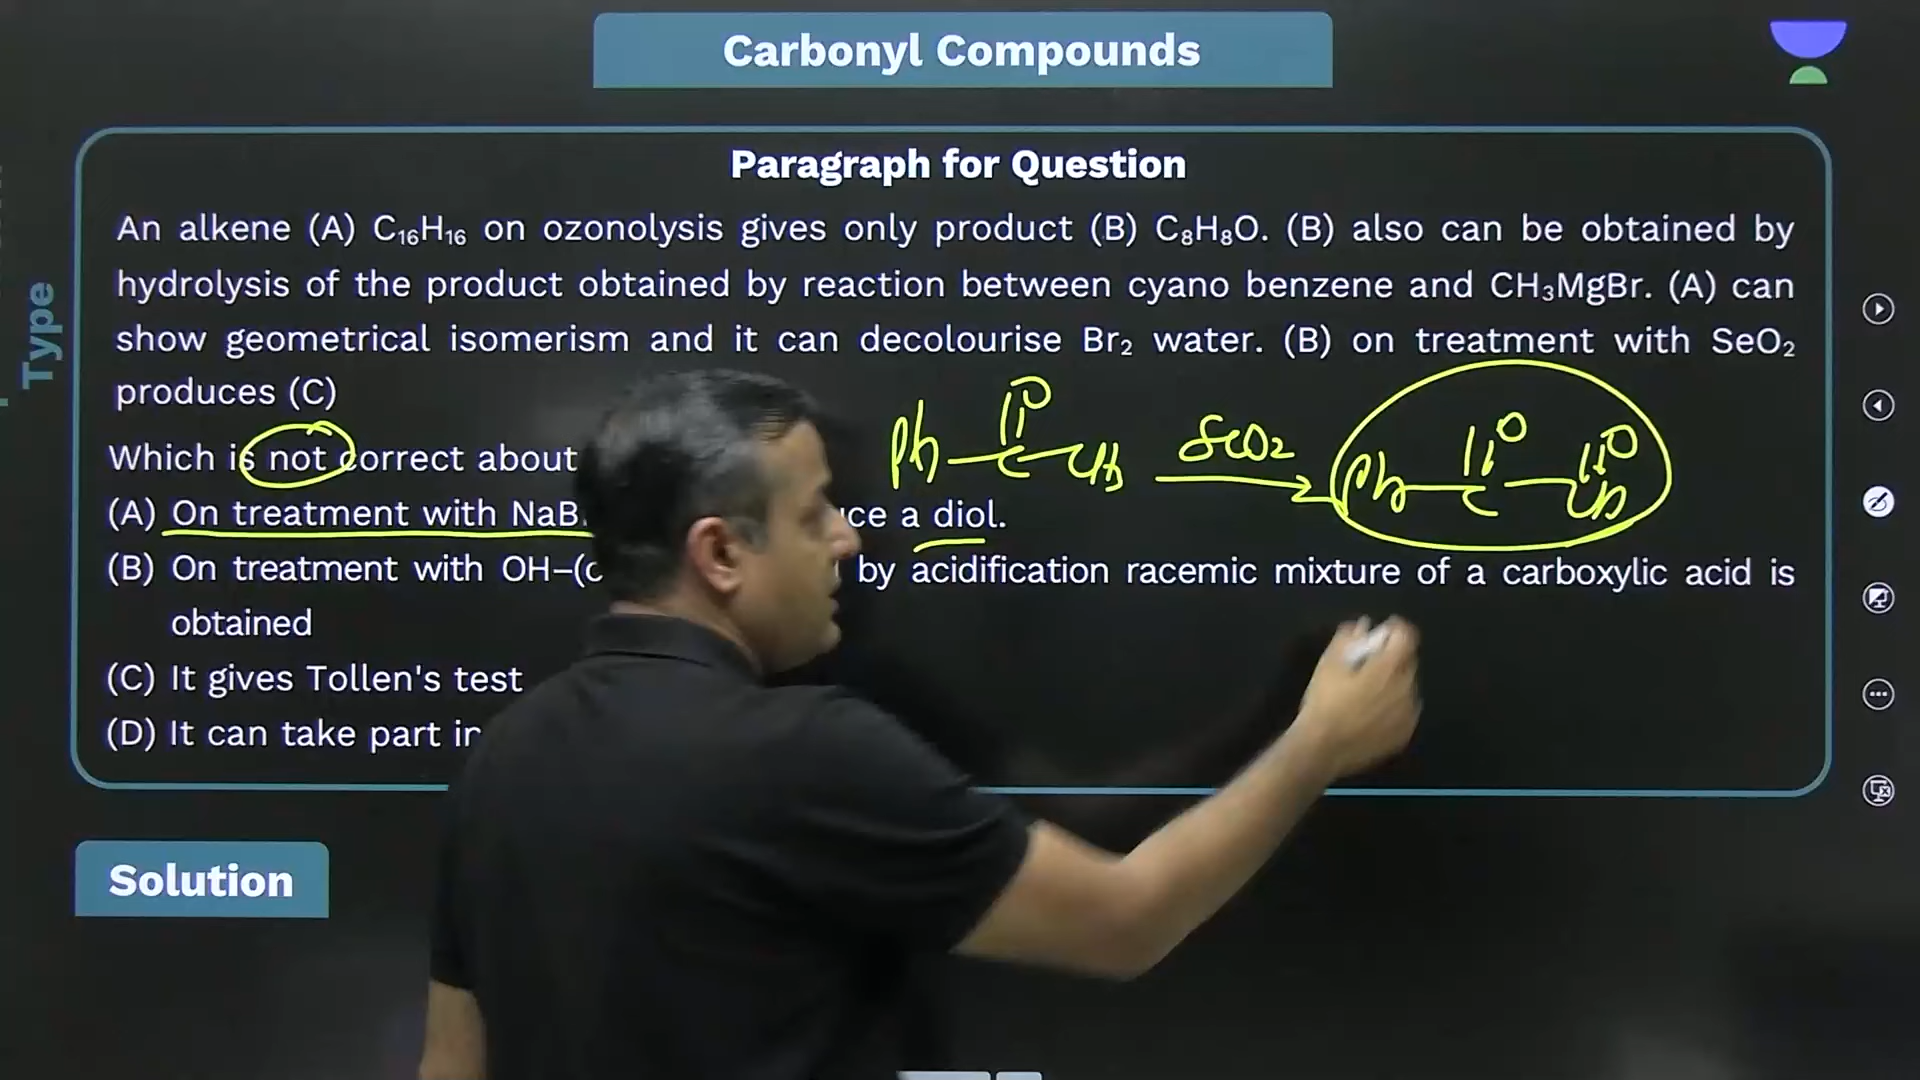 Carbonyl Compounds
Type
Paragraph for Question
An alkene (A) C₁₆H₁₆ on ozonolysis gives only product (B) C₈H₈O. (B) also can be obtained by
hydrolysis of the product obtained by reaction between cyano benzene and CH₃MgBr. (A) can
show geometrical isomerism and it can decolourise Br₂ water. (B) on treatment with SeO₂
produces (C)
Ph C O CH₃ SeO₂ Ph C O CH O
Which is not correct about
(A) On treatment with NaB ce a diol.
(B) On treatment with OH–(c by acidification racemic mixture of a carboxylic acid is
obtained
(C) It gives Tollen's test
(D) It can take part in
Solution